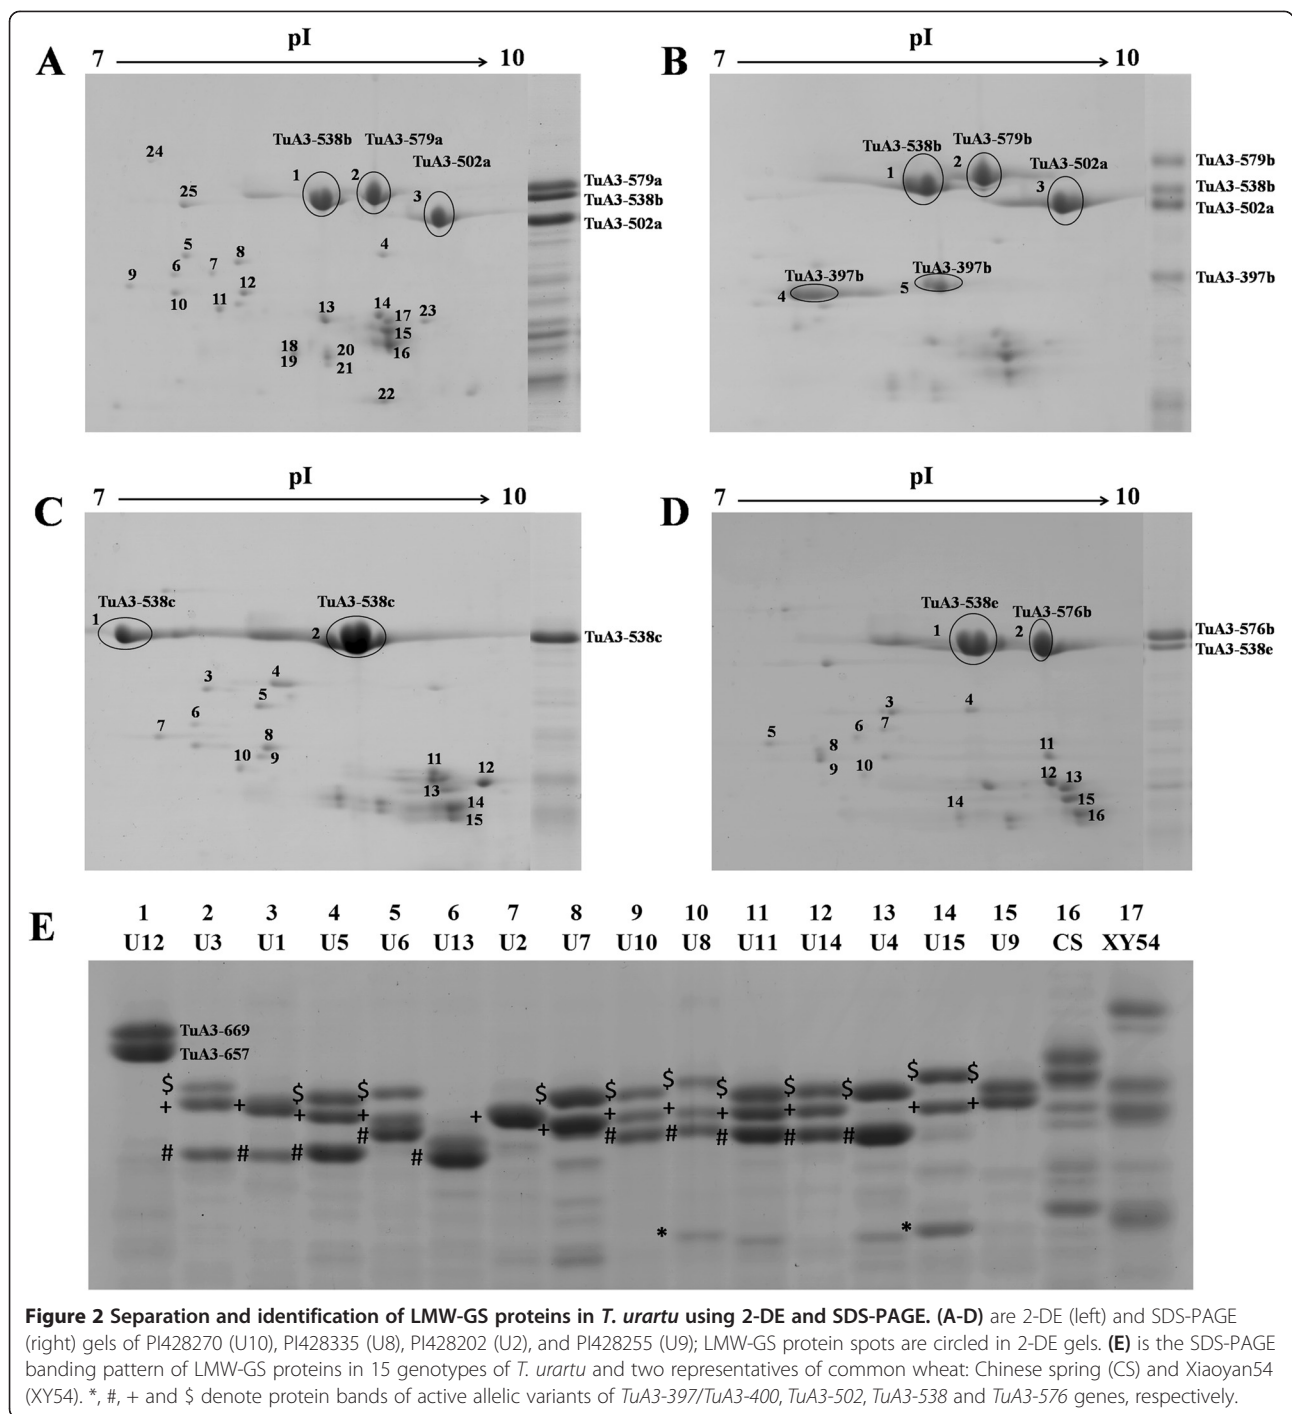 A
pI
7 10
TuA3-538b TuA3-579a
TuA3-502a
24
1 2 3
25
5 4
6 7 8
9
12
10 11
13 14 17 23
15
18 20 16
19 21
22
TuA3-579a
TuA3-538b
TuA3-502a
B
pI
7 10
TuA3-538b TuA3-579b
TuA3-502a
1 2 3
TuA3-397b TuA3-397b
4 5
TuA3-579b
TuA3-538b
TuA3-502a
TuA3-397b
C
pI
7 10
TuA3-538c TuA3-538c
1 2
3 4
5
6
7
8
10 9
11 12
13
14
15
TuA3-538c
D
pI
7 10
TuA3-538e TuA3-576b
1 2
3 4
5 6 7
8
9 10
11
12 13
14 15
16
TuA3-576b
TuA3-538e
E
1 2 3 4 5 6 7 8 9 10 11 12 13 14 15 16 17
U12 U3 U1 U5 U6 U13 U2 U7 U10 U8 U11 U14 U4 U15 U9 CS XY54
TuA3-669
TuA3-657
$ $ $ $ $ $ $ $ $ $ $
+ + + + + + + + + + + +
# # # # # # # # # #
* *
Figure 2 Separation and identification of LMW-GS proteins in T. urartu using 2-DE and SDS-PAGE. (A-D) are 2-DE (left) and SDS-PAGE
(right) gels of PI428270 (U10), PI428335 (U8), PI428202 (U2), and PI428255 (U9); LMW-GS protein spots are circled in 2-DE gels. (E) is the SDS-PAGE
banding pattern of LMW-GS proteins in 15 genotypes of T. urartu and two representatives of common wheat: Chinese spring (CS) and Xiaoyan54
(XY54). *, #, + and $ denote protein bands of active allelic variants of TuA3-397/TuA3-400, TuA3-502, TuA3-538 and TuA3-576 genes, respectively.